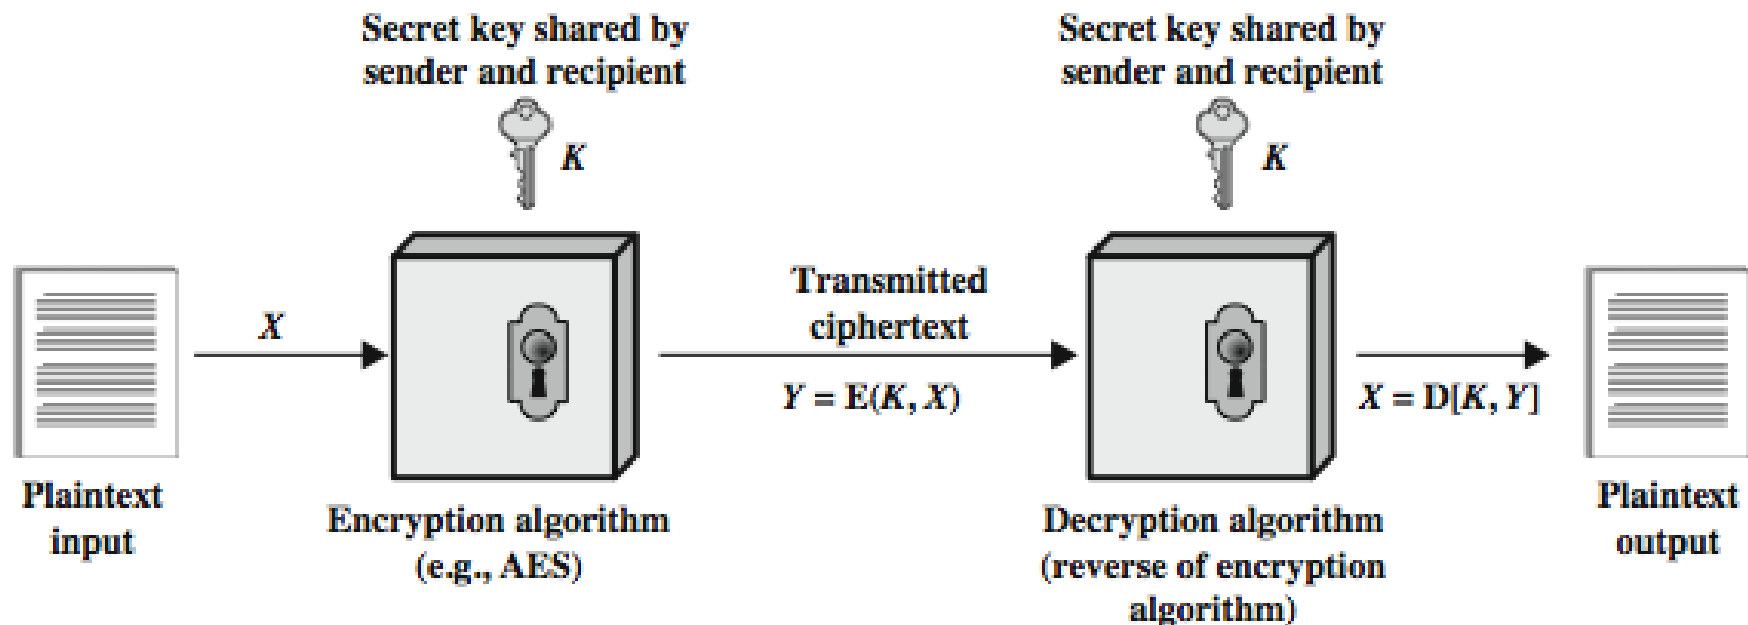 Secret key shared by
sender and recipient
K
Secret key shared by
sender and recipient
K
X
Transmitted
ciphertext
Y = E(K, X)
X = D[K, Y]
Plaintext
input
Encryption algorithm
(e.g., AES)
Decryption algorithm
(reverse of encryption
algorithm)
Plaintext
output